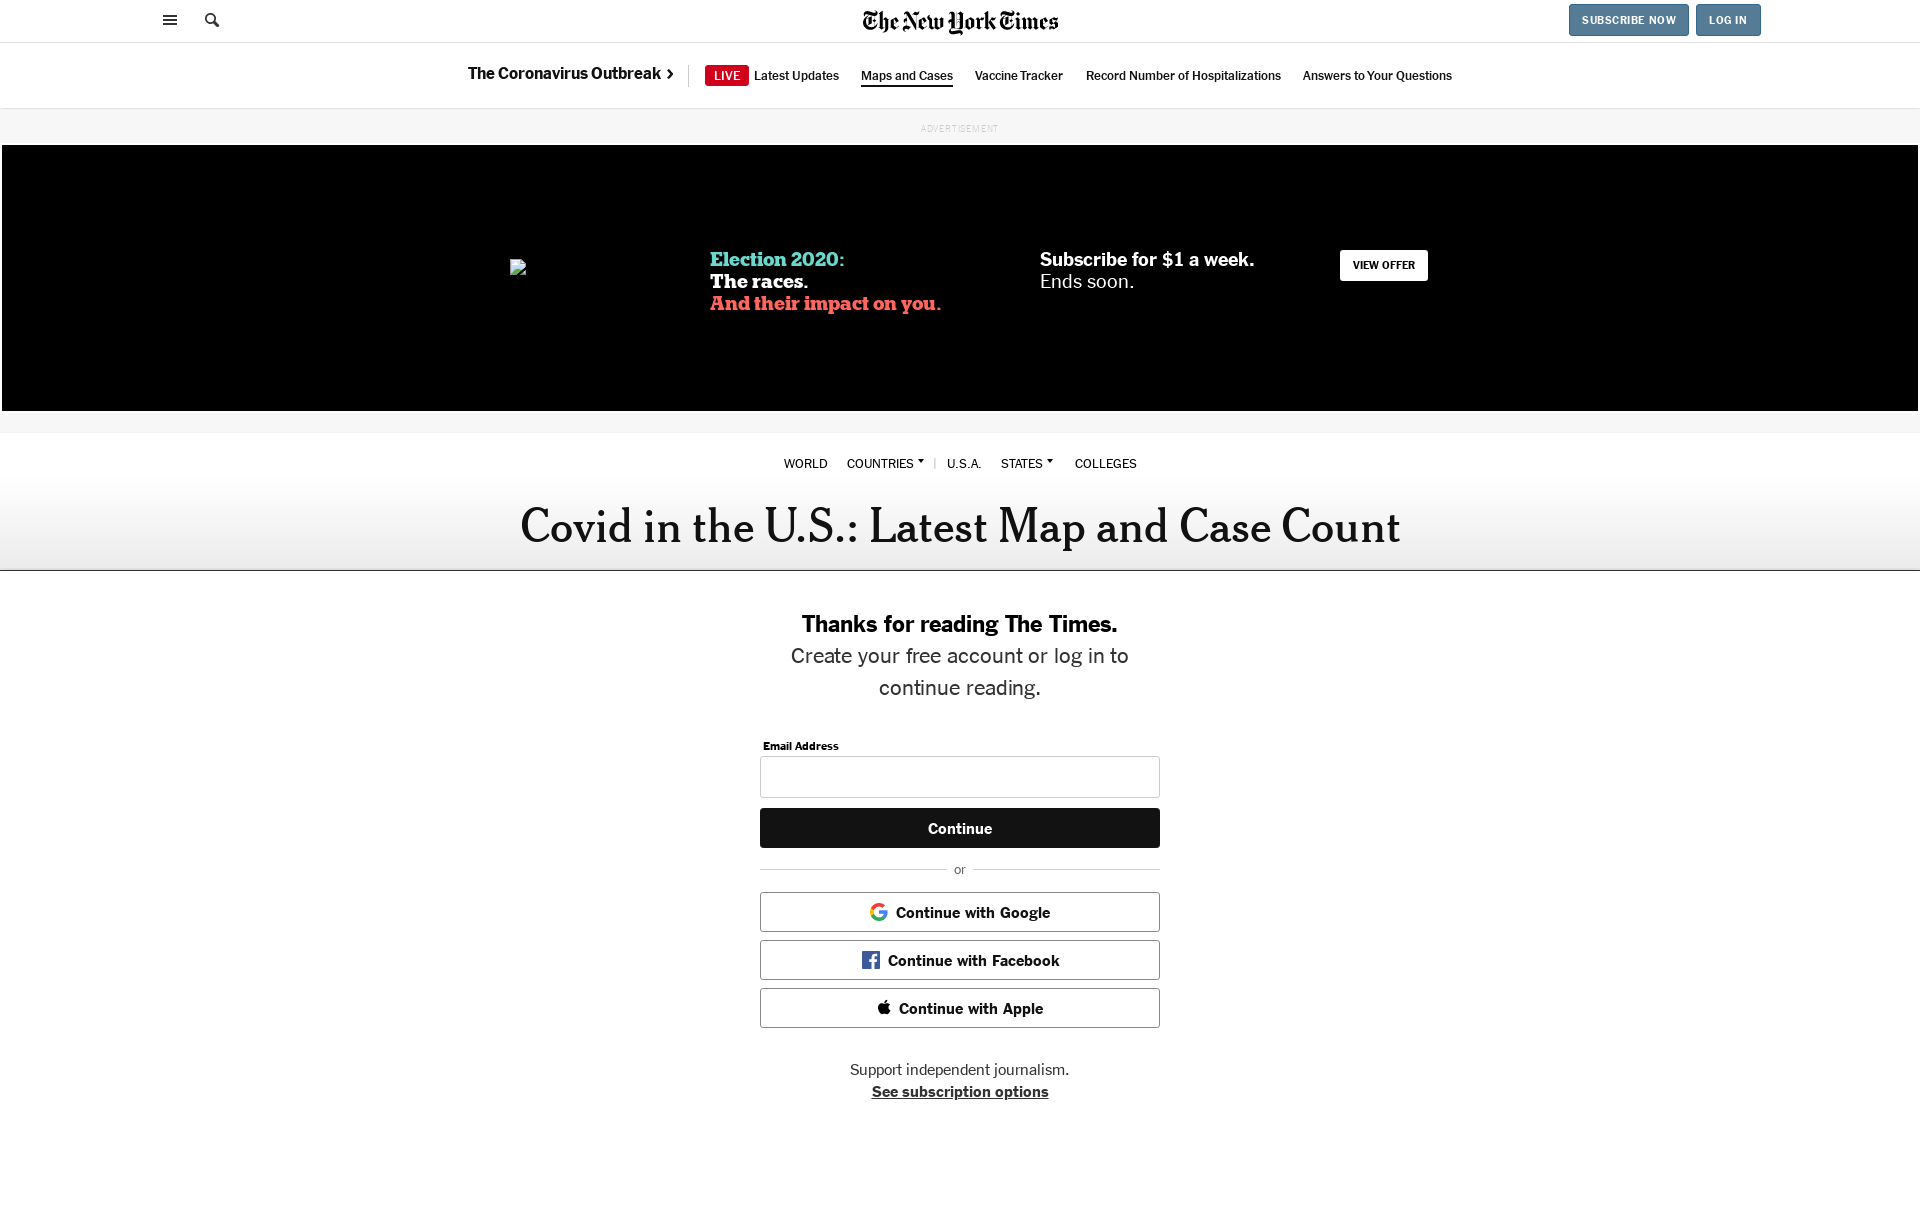 The New York Times
SUBSCRIBE NOW
LOG IN
The Coronavirus Outbreak
LIVE Latest Updates
Maps and Cases
Vaccine Tracker
Record Number of Hospitalizations
Answers to Your Questions
ADVERTISEMENT
Election 2020:
The races.
And their impact on you.
Subscribe for $1 a week.
Ends soon.
VIEW OFFER
WORLD
COUNTRIES
U.S.A.
STATES
COLLEGES
Covid in the U.S.: Latest Map and Case Count
Thanks for reading The Times.
Create your free account or log in to
continue reading.
Email Address
Continue
or
Continue with Google
Continue with Facebook
Continue with Apple
Support independent journalism.
See subscription options